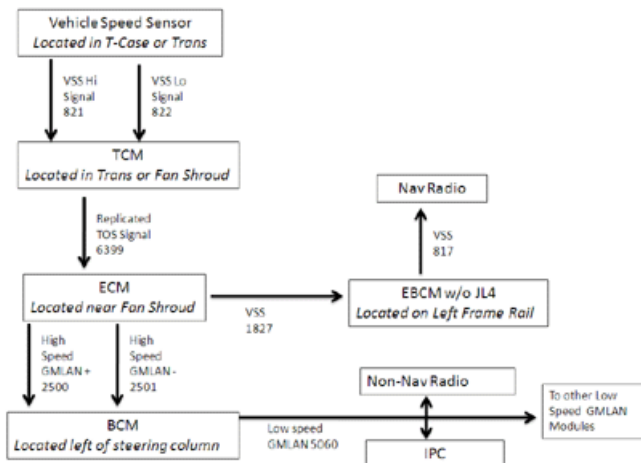 Vehicle Speed Sensor
Located in T-Case or Trans
VSS Hi
Signal
821
VSS Lo
Signal
822
TCM
Located in Trans or Fan Shroud
Replicated
TOS Signal
6399
Nav Radio
VSS
817
ECM
Located near Fan Shroud
VSS
1827
EBCM w/o JL4
Located on Left Frame Rail
High
Speed
GMLAN +
2500
High
Speed
GMLAN -
2501
Non-Nav Radio
To other Low
Speed GMLAN
Modules
BCM
Located left of steering column
Low speed
GMLAN 5060
IPC